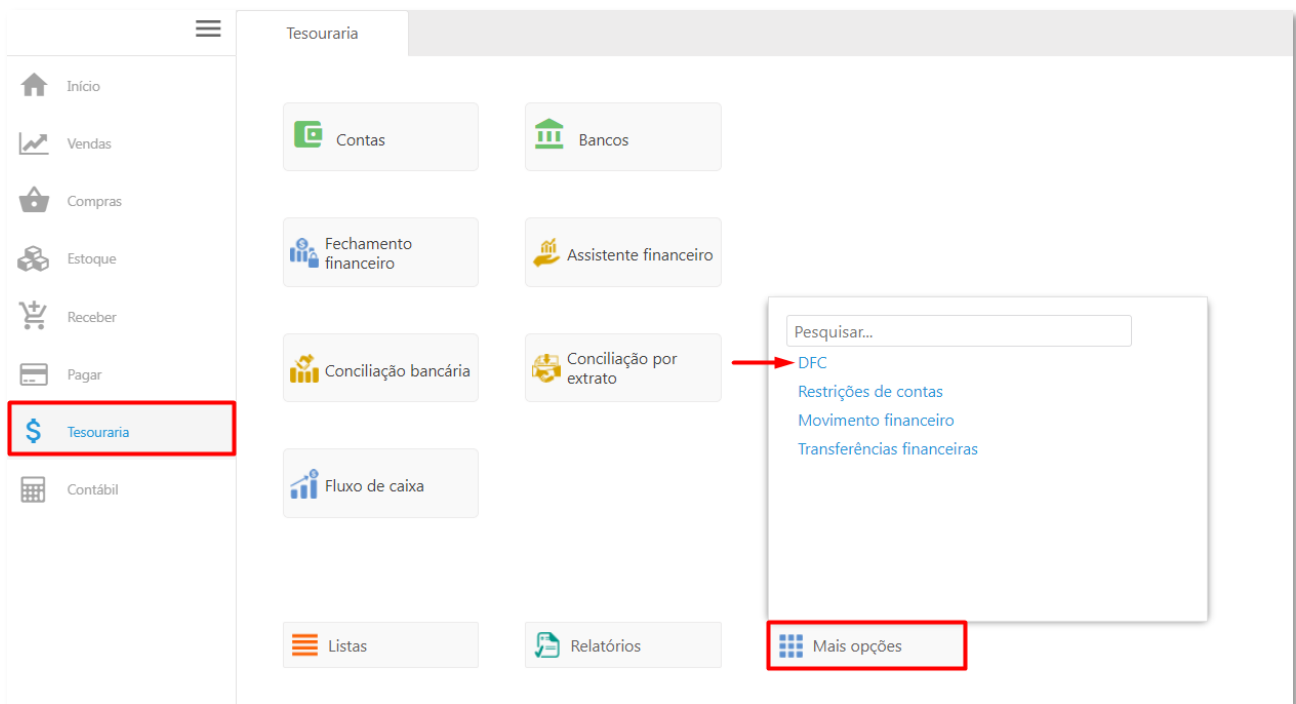 Tesouraria
Início
Vendas
Compras
Estoque
Receber
Pagar
Tesouraria
Contábil
Contas
Bancos
Fechamento
financeiro
Assistente financeiro
Conciliação bancária
Conciliação por
extrato
Fluxo de caixa
Pesquisar...
DFC
Restrições de contas
Movimento financeiro
Transferências financeiras
Listas
Relatórios
Mais opções